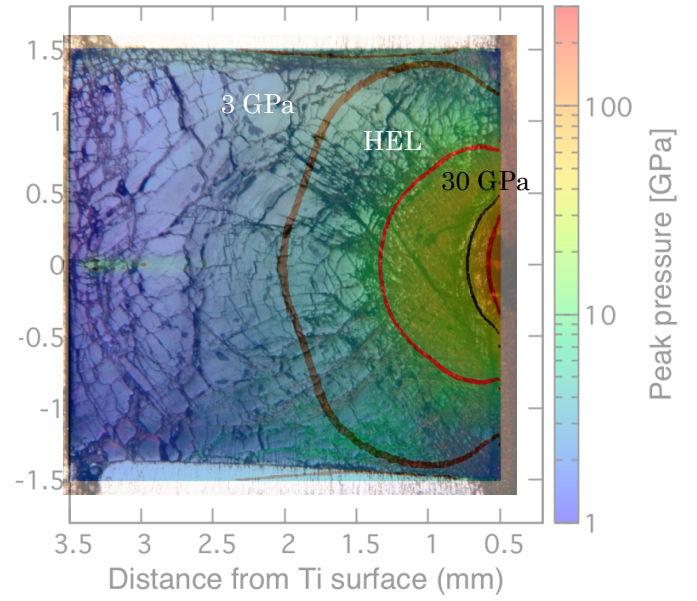 1.5
1
0.5
0
-0.5
-1
-1.5
3 GPa
HEL
30 GPa
3.5 3 2.5 2 1.5 1 0.5
Distance from Ti surface (mm)
100
10
1
Peak pressure [GPa]